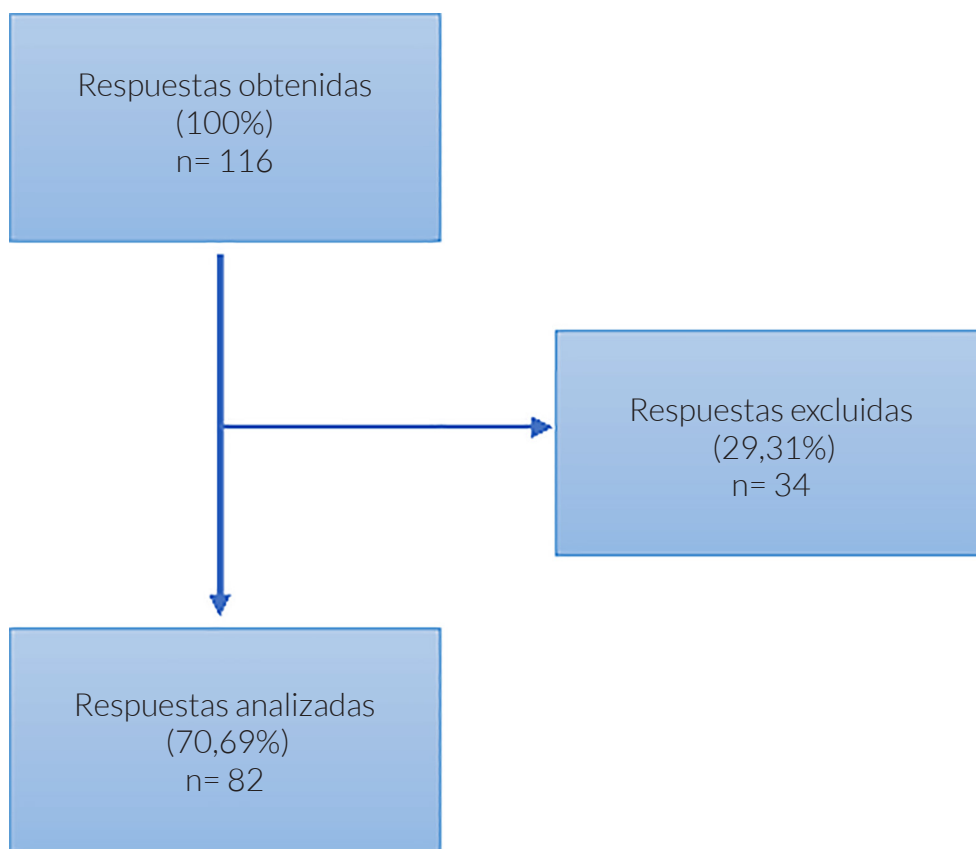 Respuestas obtenidas
(100%)
n= 116
Respuestas excluidas
(29,31%)
n= 34
Respuestas analizadas
(70,69%)
n= 82